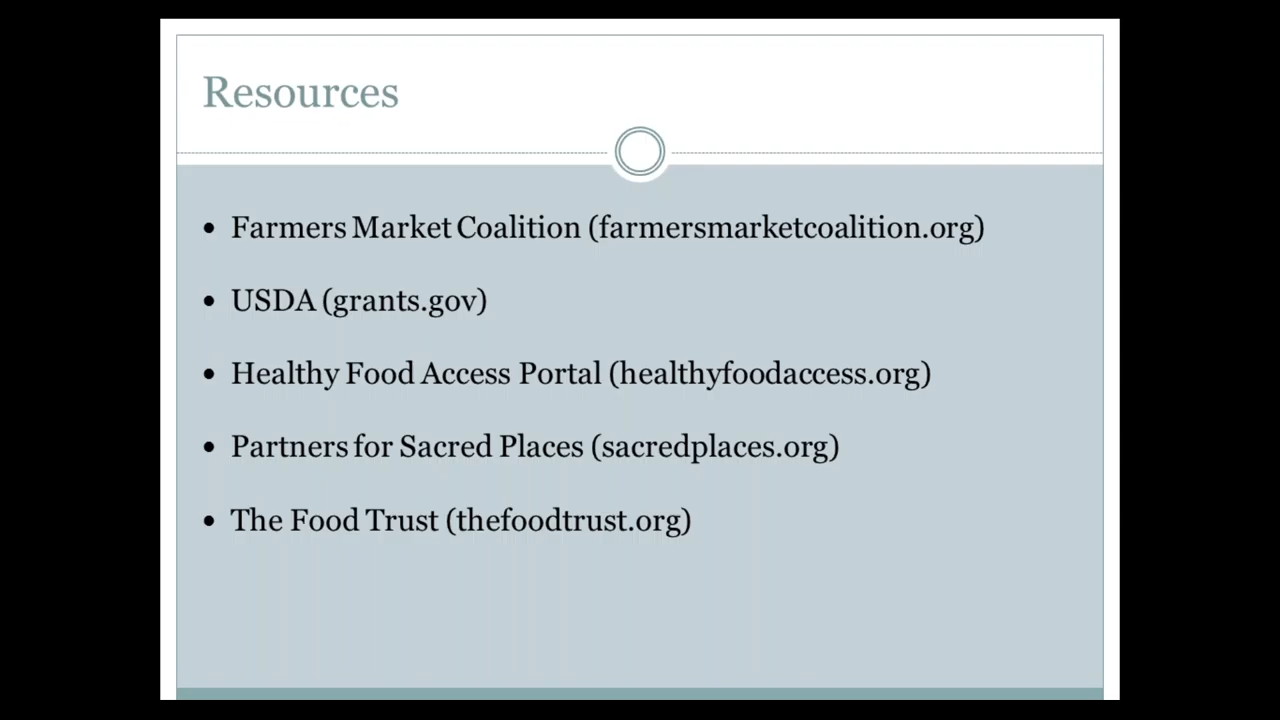 Resources
• Farmers Market Coalition (farmersmarketcoalition.org)
• USDA (grants.gov)
• Healthy Food Access Portal (healthyfoodaccess.org)
• Partners for Sacred Places (sacredplaces.org)
• The Food Trust (thefoodtrust.org)